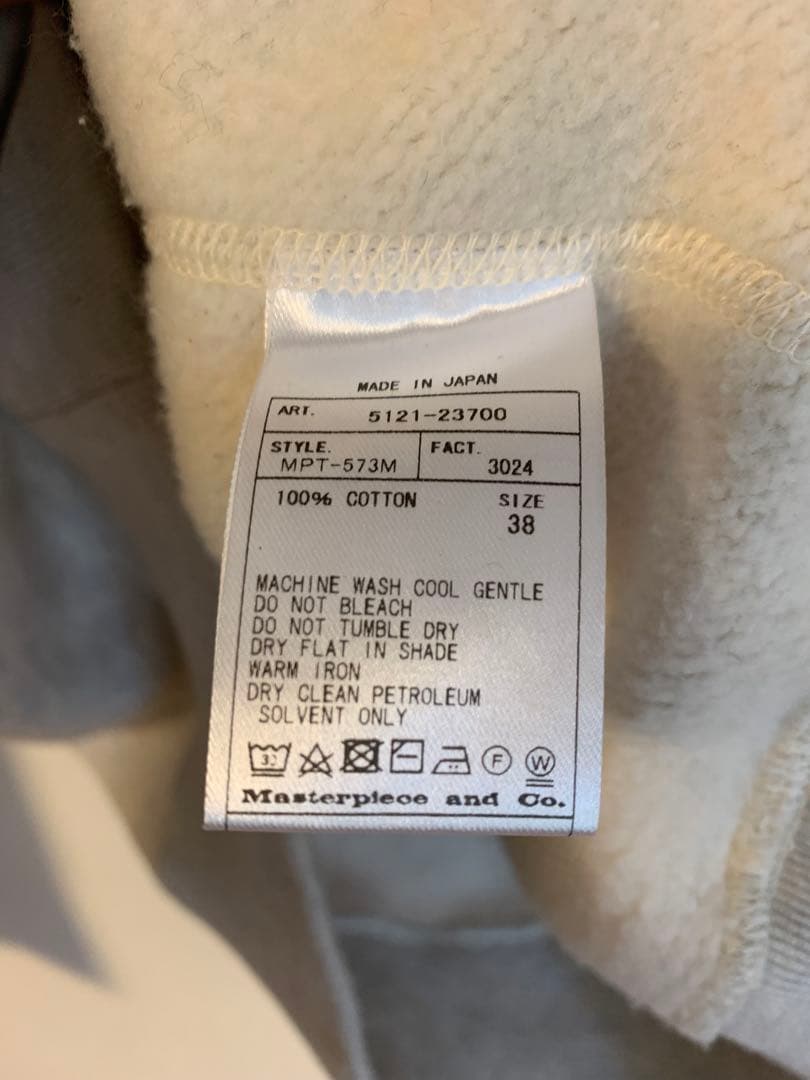 MADE IN JAPAN
ART. 5121-23700
STYLE. FACT.
MPT-573M 3024
100% COTTON SIZE
38
MACHINE WASH COOL GENTLE
DO NOT BLEACH
DO NOT TUMBLE DRY
DRY FLAT IN SHADE
WARM IRON
DRY CLEAN PETROLEUM
SOLVENT ONLY
30 F W
Masterpiece and Co.